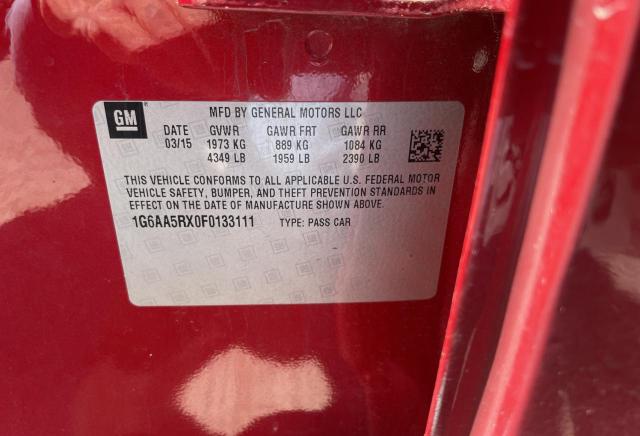 GM
MFD BY GENERAL MOTORS LLC
DATE GVWR GAWR FRT GAWR RR
03/15 1973 KG 889 KG 1084 KG
4349 LB 1959 LB 2390 LB
THIS VEHICLE CONFORMS TO ALL APPLICABLE U.S. FEDERAL MOTOR
VEHICLE SAFETY, BUMPER, AND THEFT PREVENTION STANDARDS IN
EFFECT ON THE DATE OF MANUFACTURE SHOWN ABOVE.
1G6AA5RX0F0133111 TYPE: PASS CAR